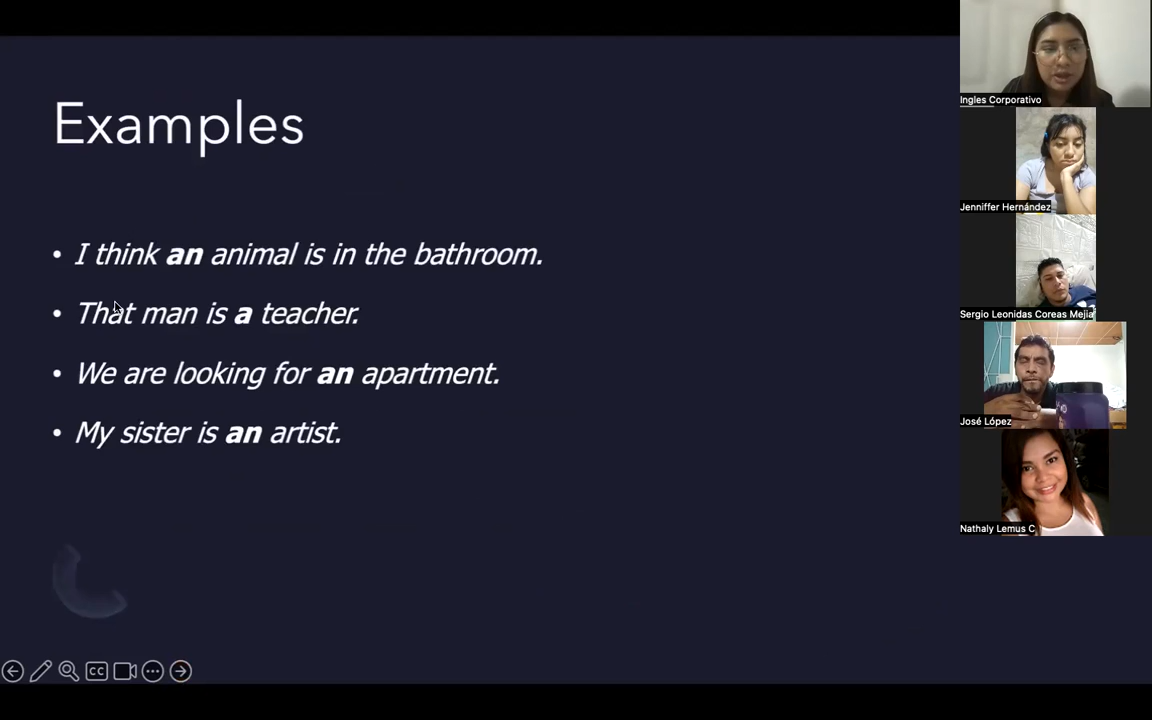 Examples
• I think an animal is in the bathroom.
• That man is a teacher.
• We are looking for an apartment.
• My sister is an artist.
CC
Ingles Corporativo
Jenniffer Hernández
Sergio Leonidas Coreas Mejia
José López
Nathaly Lemus C